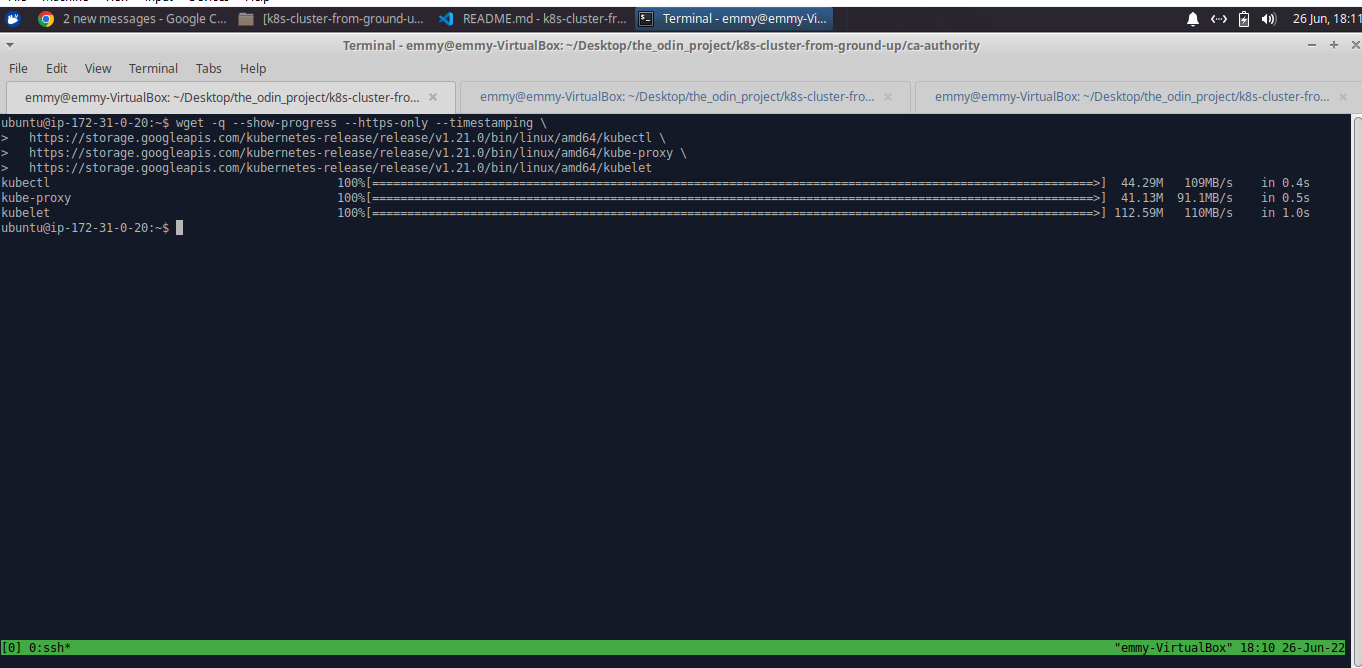 2 new messages - Google C... [k8s-cluster-from-ground-u... README.md - k8s-cluster-fr... Terminal - emmy@emmy-Vi... 26 Jun, 18:11
Terminal - emmy@emmy-VirtualBox: ~/Desktop/the_odin_project/k8s-cluster-from-ground-up/ca-authority
File Edit View Terminal Tabs Help
emmy@emmy-VirtualBox: ~/Desktop/the_odin_project/k8s-cluster-fro... emmy@emmy-VirtualBox: ~/Desktop/the_odin_project/k8s-cluster-fro... emmy@emmy-VirtualBox: ~/Desktop/the_odin_project/k8s-cluster-fro...
ubuntu@ip-172-31-0-20:~$ wget -q --show-progress --https-only --timestamping \
>   https://storage.googleapis.com/kubernetes-release/release/v1.21.0/bin/linux/amd64/kubectl \
>   https://storage.googleapis.com/kubernetes-release/release/v1.21.0/bin/linux/amd64/kube-proxy \
>   https://storage.googleapis.com/kubernetes-release/release/v1.21.0/bin/linux/amd64/kubelet
kubectl 100%[=======================================================================================================>] 44.29M 109MB/s in 0.4s
kube-proxy 100%[=======================================================================================================>] 41.13M 91.1MB/s in 0.5s
kubelet 100%[=======================================================================================================>] 112.59M 110MB/s in 1.0s
ubuntu@ip-172-31-0-20:~$
[0] 0:ssh* "emmy-VirtualBox" 18:10 26-Jun-22